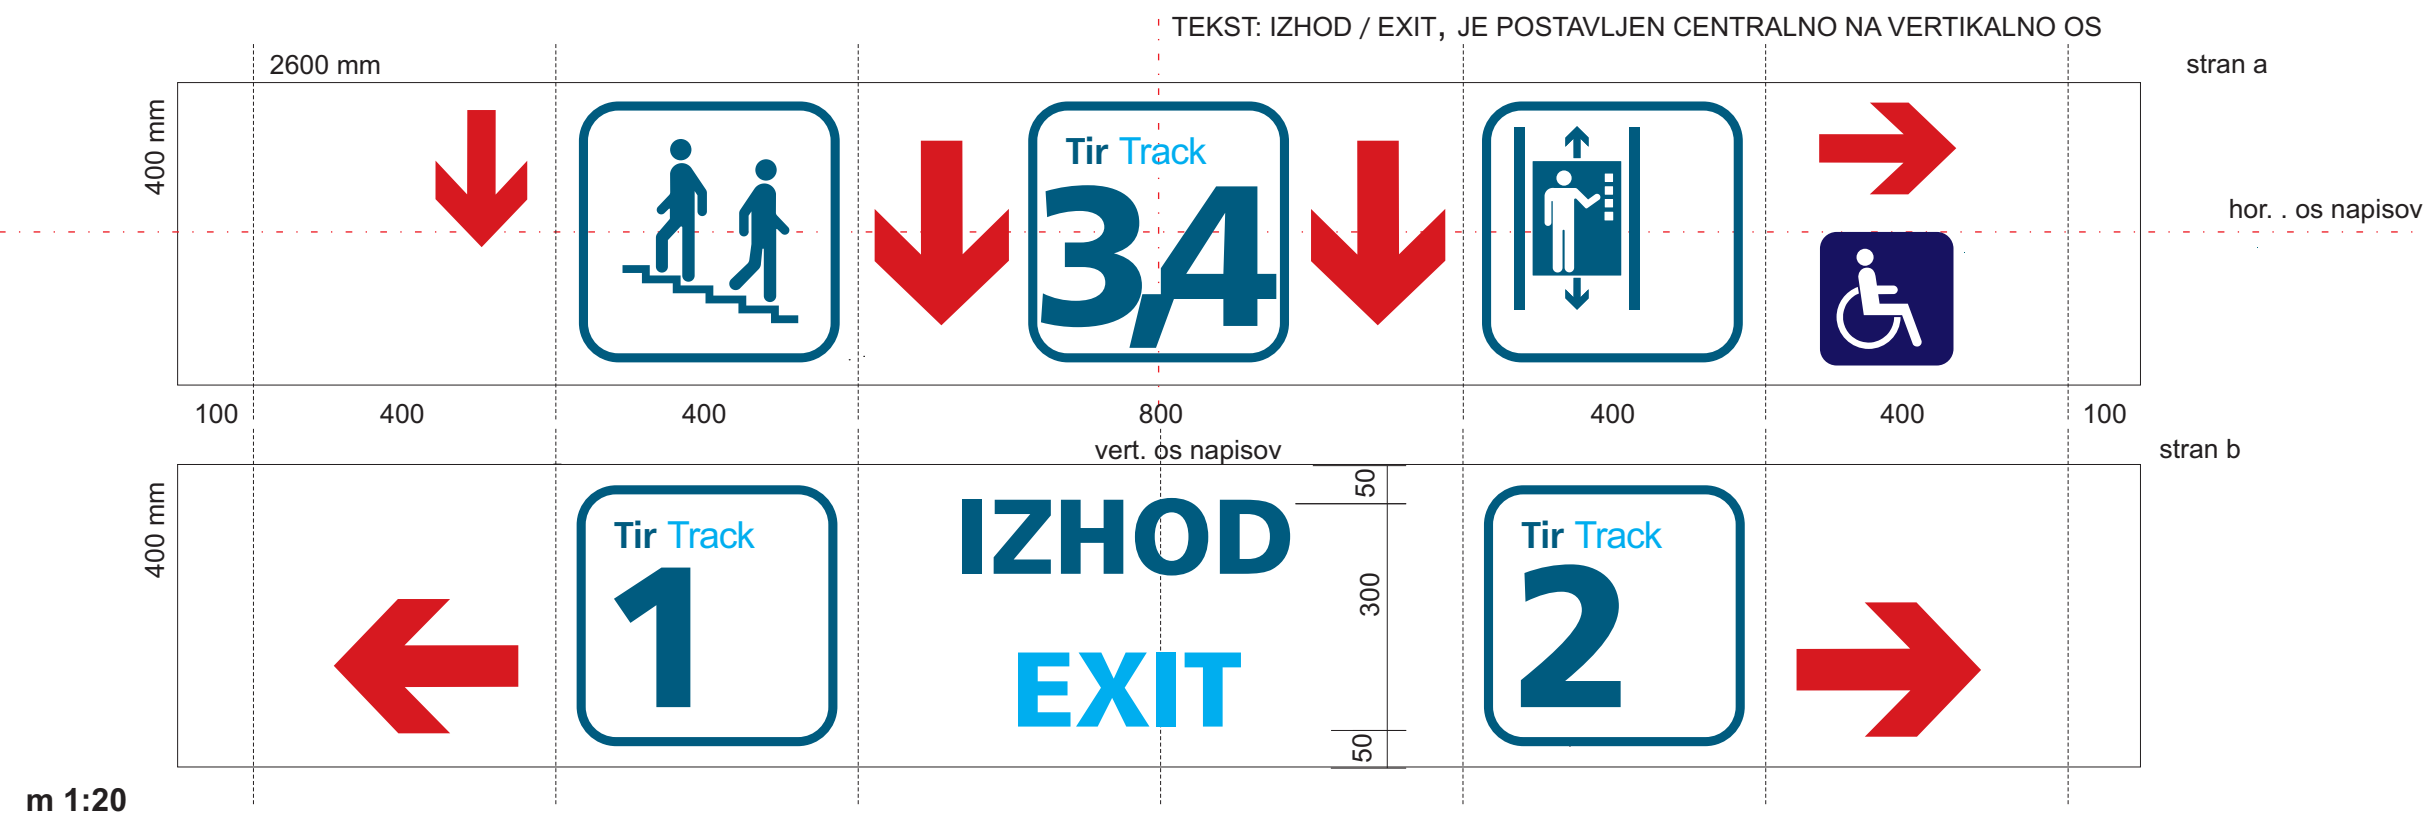 TEKST: IZHOD / EXIT, JE POSTAVLJEN CENTRALNO NA VERTIKALNO OS
2600 mm
stran a
400 mm
Tir Track
3,4
hor. . os napisov
100 400 400 800 400 400 100
vert. os napisov
stran b
400 mm
Tir Track
1
IZHOD
EXIT
50
300
50
Tir Track
2
m 1:20